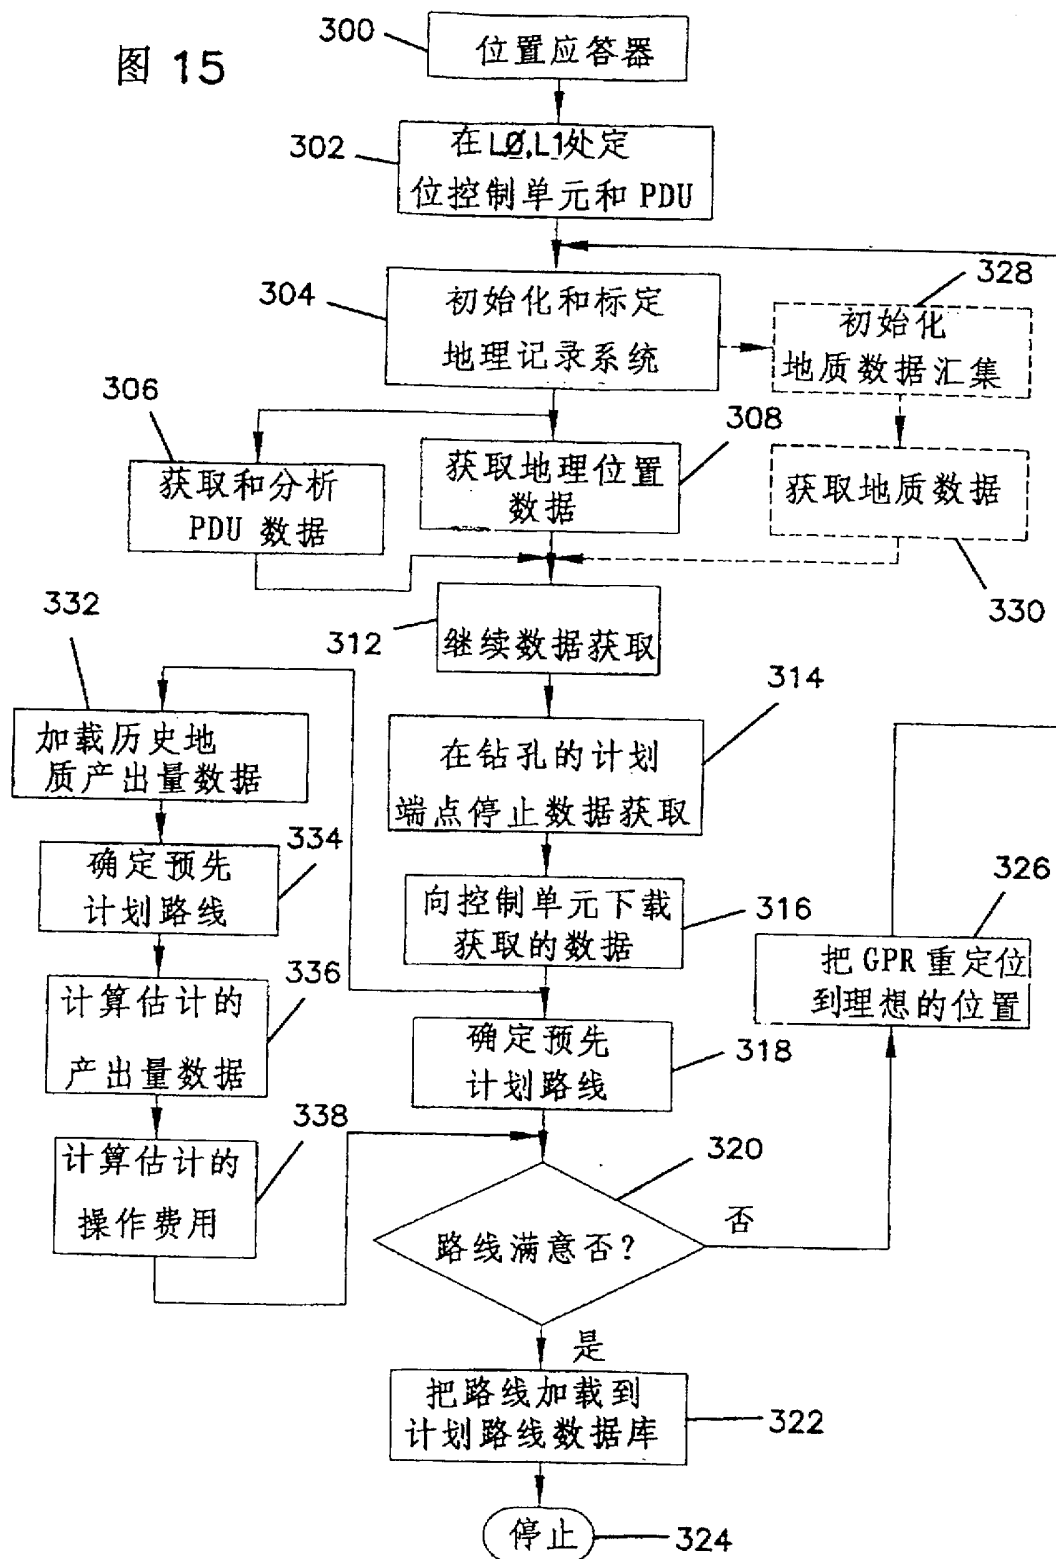 图 15
300
位置应答器
302
在L0,L1处定
位控制单元和 PDU
304
初始化和标定
地理记录系统
328
初始化
地质数据汇集
306
获取和分析
PDU 数据
308
获取地理位置
数据
获取地质数据
330
312
继续数据获取
332
加载历史地
质产出量数据
314
在钻孔的计划
端点停止数据获取
334
确定预先
计划路线
316
向控制单元下载
获取的数据
326
把 GPR 重定位
到理想的位置
336
计算估计的
产出量数据
318
确定预先
计划路线
338
计算估计的
操作费用
320
路线满意否?
否
是
322
把路线加载到
计划路线数据库
停止
324